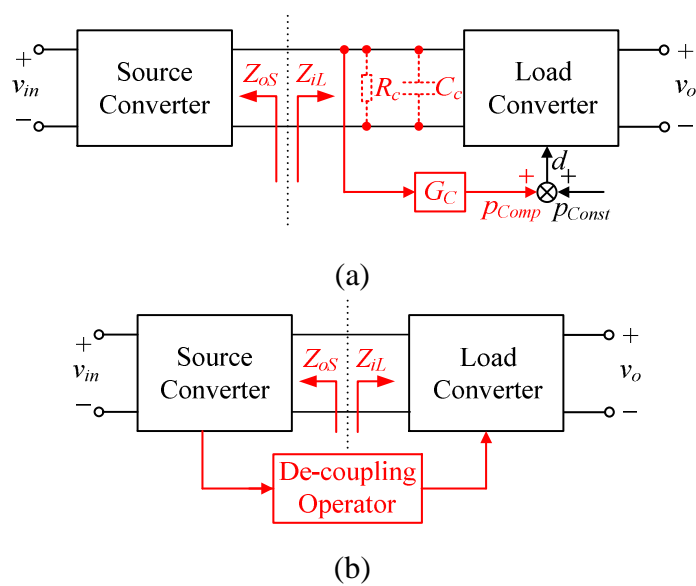 + Source Converter Load Converter +
v_in Z_oS Z_iL R_c C_c v_o
− −
d
G_C + +
p_Comp p_Const
(a)
+ Source Converter Z_oS Z_iL Load Converter +
v_in v_o
− −
De-coupling
Operator
(b)